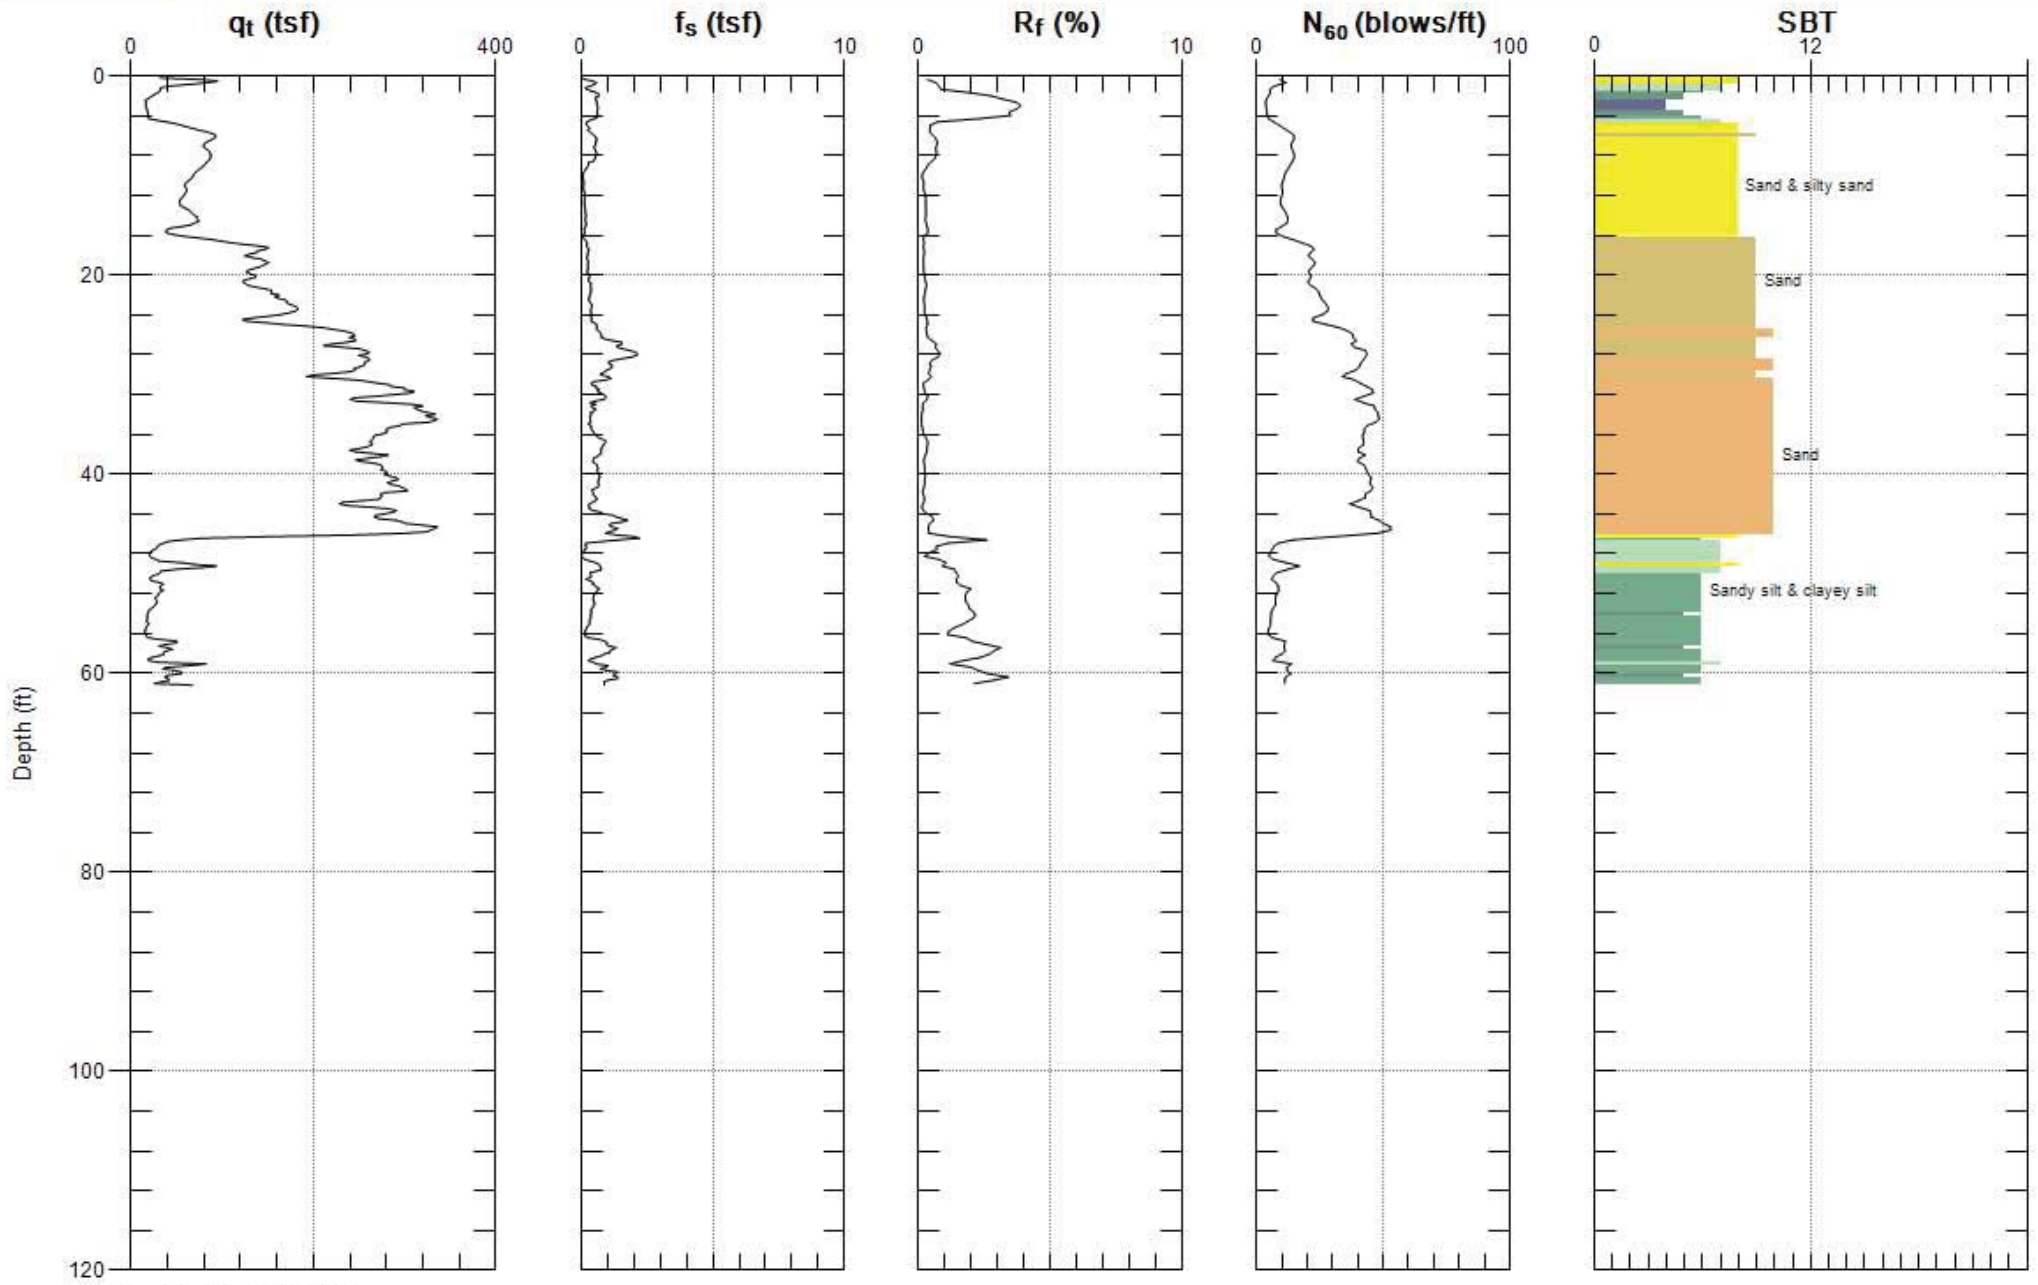 qt (tsf) fs (tsf) Rf (%) N60 (blows/ft) SBT
0 400 0 10 0 10 0 100 0 12
0
Sand & silty sand
20
Sand
40
Sand
Sandy silt & clayey silt
60
Depth (ft)
80
100
120